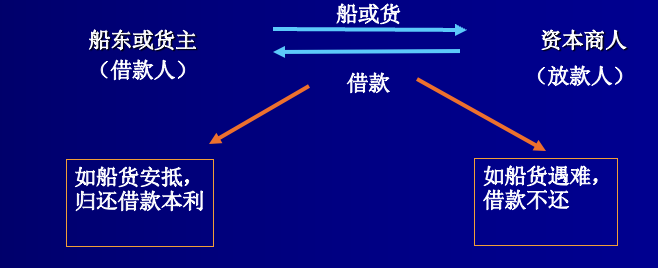 船或货
船东或货主
（借款人）
资本商人
（放款人）
借款
如船货安抵，
归还借款本利
如船货遇难，
借款不还